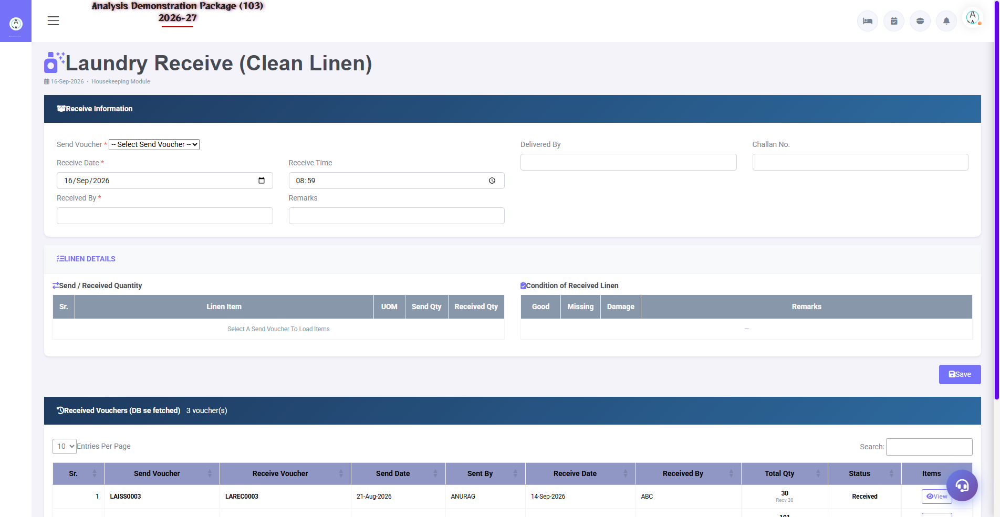 Analysis Demonstration Package (103)
2026-27
Laundry Receive (Clean Linen)
16-Sep-2026 • Housekeeping Module
Receive Information
Send Voucher * -- Select Send Voucher --
Delivered By
Challan No.
Receive Date *
Receive Time
16/Sep/2026
08:59
Received By *
Remarks
LINEN DETAILS
Send / Received Quantity
Sr. Linen Item UOM Send Qty Received Qty
Select A Send Voucher To Load Items
Condition of Received Linen
Good Missing Damage Remarks
—
Save
Received Vouchers (DB se fetched) 3 voucher(s)
10 Entries Per Page
Search:
Sr. Send Voucher Receive Voucher Send Date Sent By Receive Date Received By Total Qty Status Items
1 LAISS0003 LAREC0003 21-Aug-2026 ANURAG 14-Sep-2026 ABC 30 Received View
Recv 30